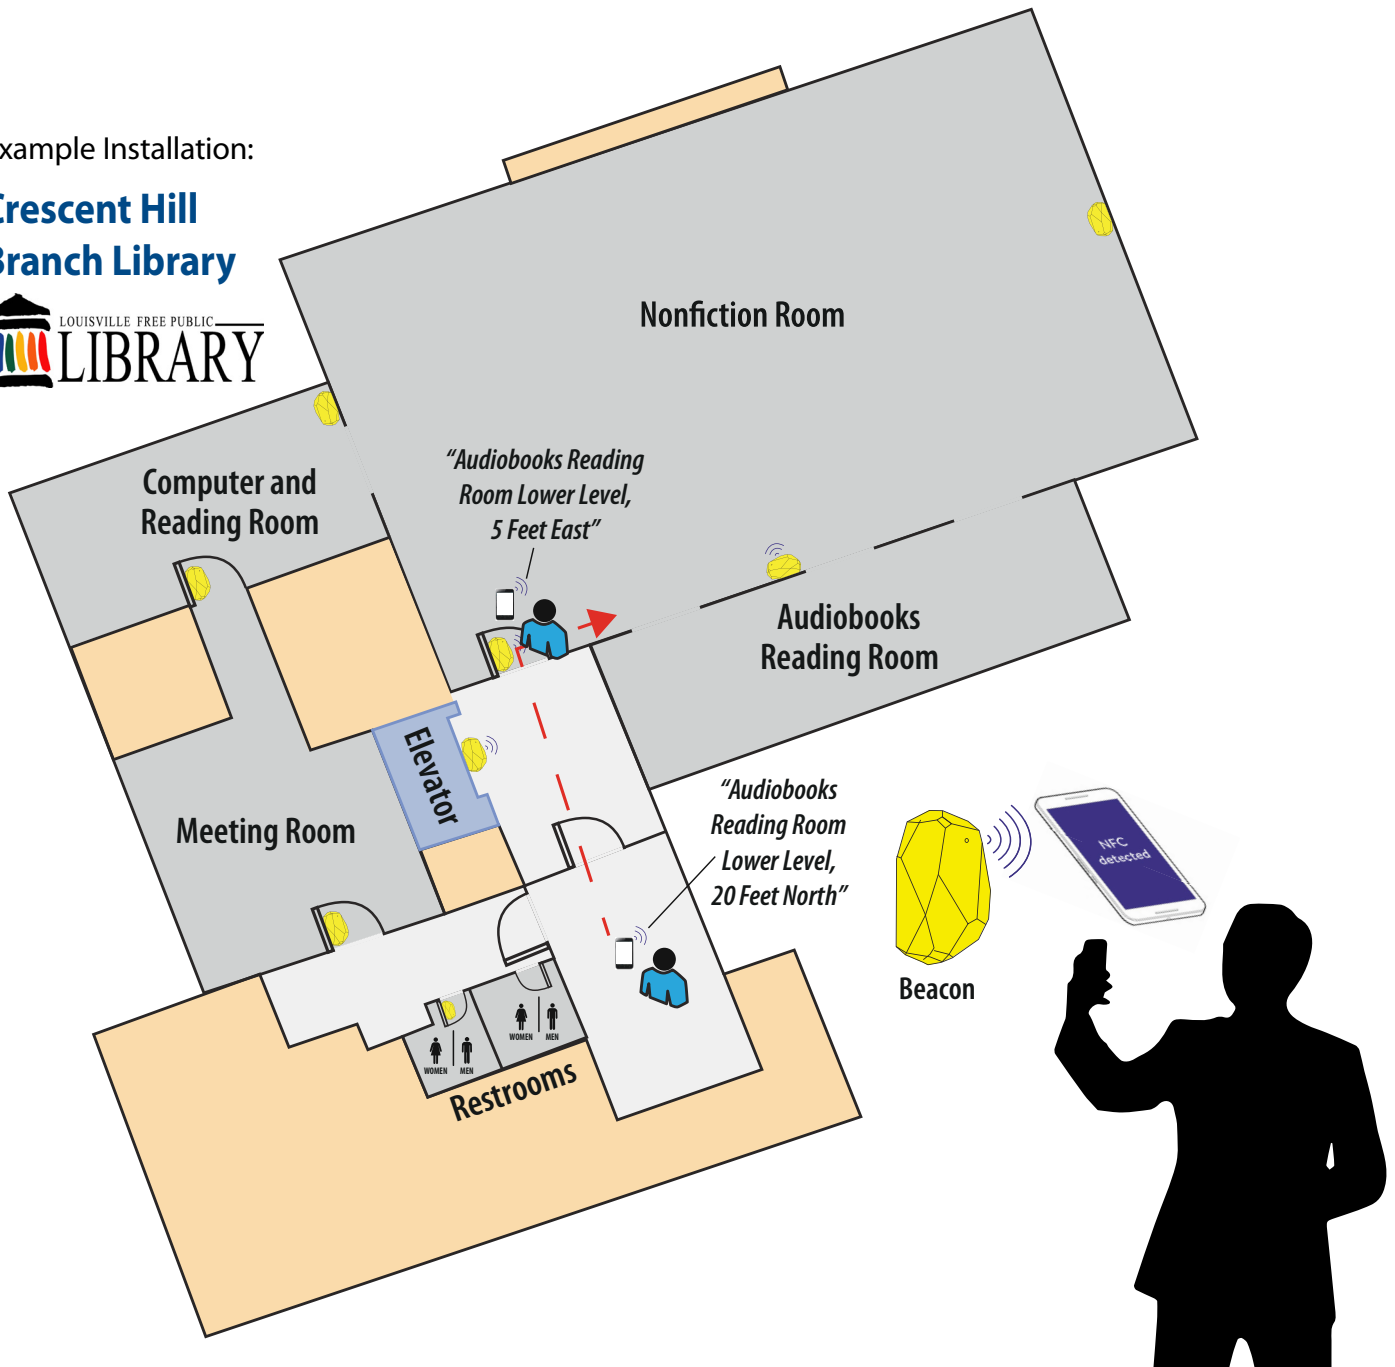 xample Installation:
Crescent Hill
Branch Library
LOUISVILLE FREE PUBLIC
LIBRARY
Nonfiction Room
Computer and
Reading Room
“Audiobooks Reading
Room Lower Level,
5 Feet East”
Audiobooks
Reading Room
Elevator
Meeting Room
“Audiobooks
Reading Room
Lower Level,
20 Feet North”
NFC
detected
Beacon
WOMEN
MEN
WOMEN
MEN
Restrooms